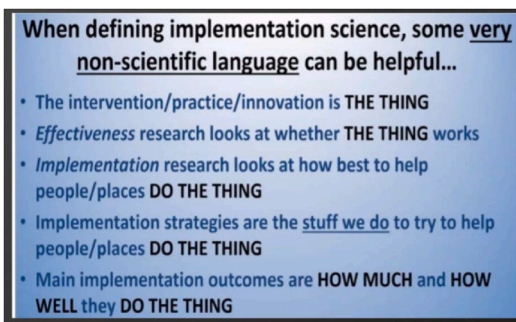 When defining implementation science, some very
non-scientific language can be helpful...
• The intervention/practice/innovation is THE THING
• Effectiveness research looks at whether THE THING works
• Implementation research looks at how best to help
people/places DO THE THING
• Implementation strategies are the stuff we do to try to help
people/places DO THE THING
• Main implementation outcomes are HOW MUCH and HOW
WELL they DO THE THING